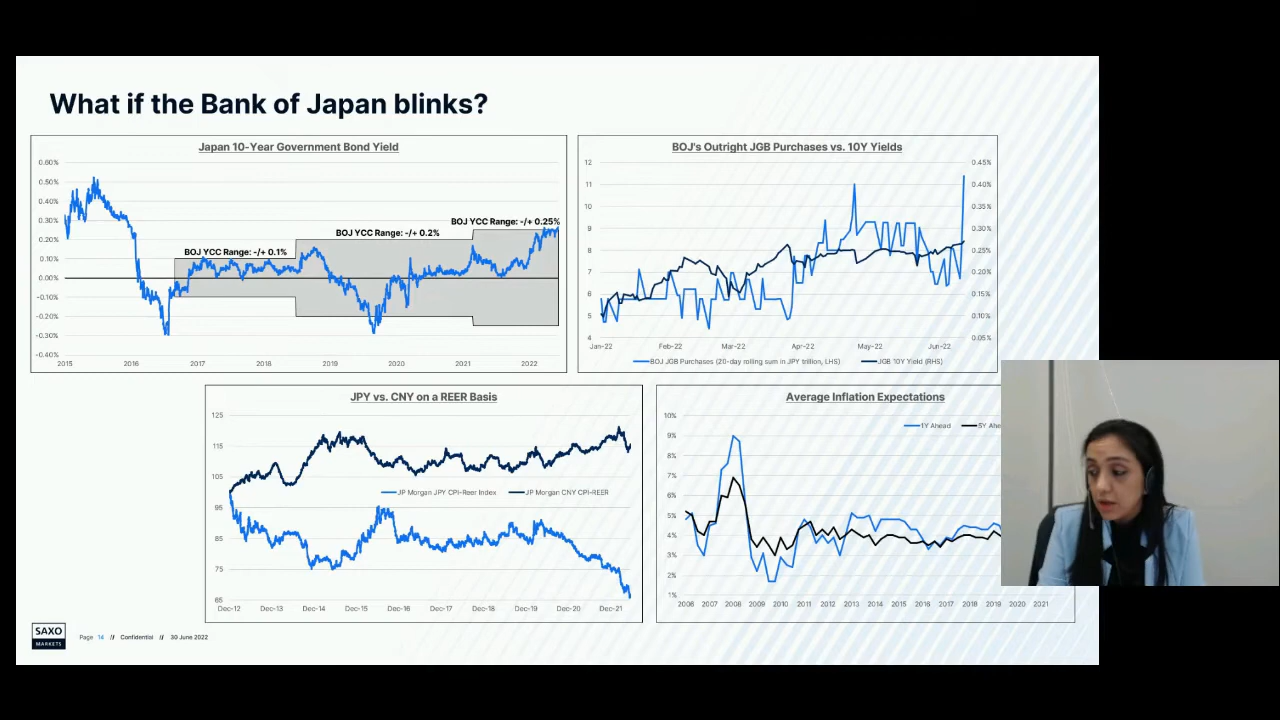 What if the Bank of Japan blinks?
Japan 10-Year Government Bond Yield
0.60%
0.50%
0.40%
0.30%
0.20%
0.10%
0.00%
-0.10%
-0.20%
-0.30%
-0.40%
BOJ YCC Range: -/+ 0.1%
BOJ YCC Range: -/+ 0.2%
BOJ YCC Range: -/+ 0.25%
2015 2016 2017 2018 2019 2020 2021 2022
BOJ's Outright JGB Purchases vs. 10Y Yields
12
11
10
9
8
7
6
5
4
0.45%
0.40%
0.35%
0.30%
0.25%
0.20%
0.15%
0.10%
0.05%
Jan-22 Feb-22 Mar-22 Apr-22 May-22 Jun-22
BOJ JGB Purchases (20-day rolling sum in JPY trillion, LHS) JGB 10Y Yield (RHS)
JPY vs. CNY on a REER Basis
125
115
105
95
85
75
65
JP Morgan JPY CPI-Reer Index JP Morgan CNY CPI-REER
Dec-12 Dec-13 Dec-14 Dec-15 Dec-16 Dec-17 Dec-18 Dec-19 Dec-20 Dec-21
Average Inflation Expectations
10%
9%
8%
7%
6%
5%
4%
3%
2%
1%
1Y Ahead 5Y Ahe
2006 2007 2008 2009 2010 2011 2012 2013 2014 2015 2016 2017 2018 2019 2020 2021
SAXO
MARKETS
Page 14 // Confidential // 30 June 2022